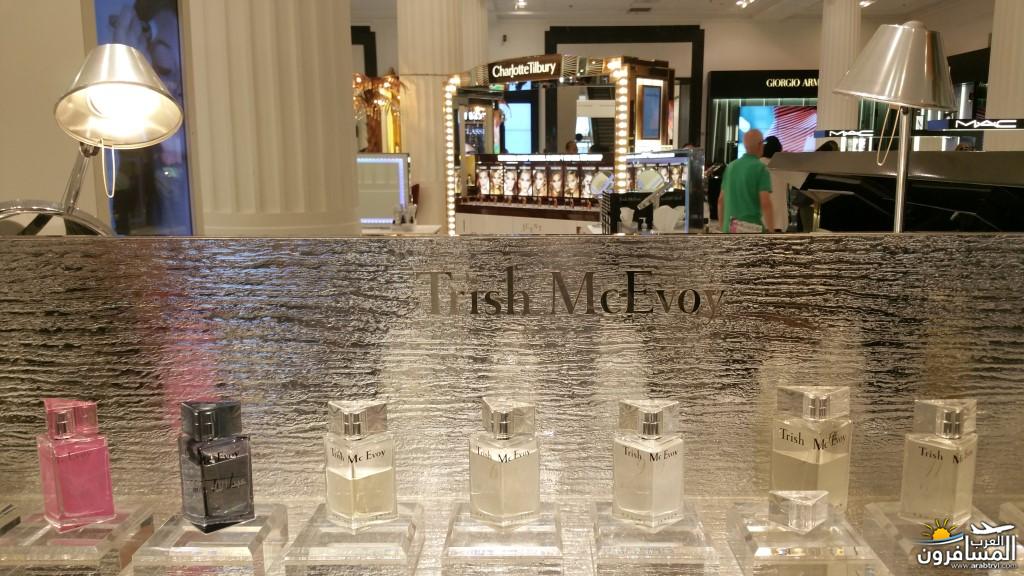 Charlotte Tilbury
GIORGIO ARM
MAC
MAC
Trish McEvoy
McEvoy
Trish McEvoy
Trish McEvoy
Trish McEvoy
Trish McEvoy
Trish McEvoy
العرب
المسافرون
www.arabtrvl.com